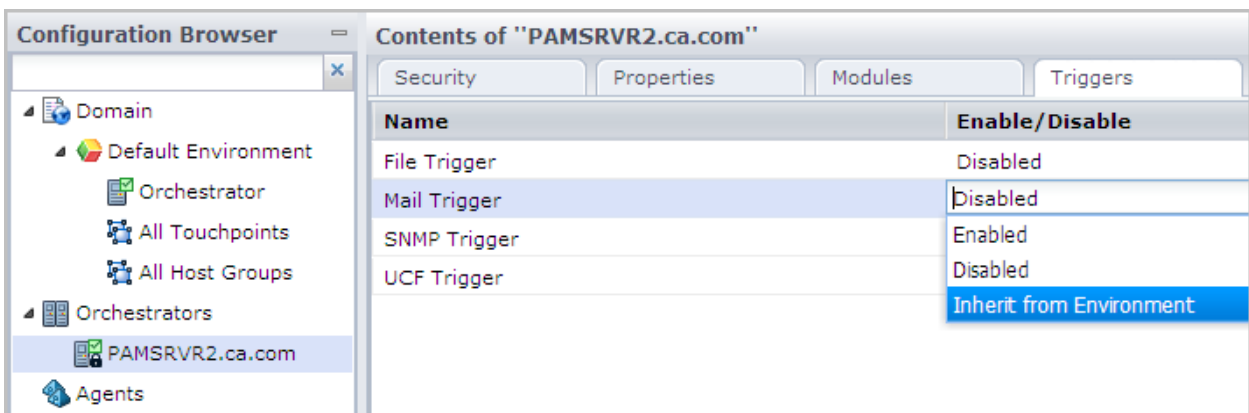 Configuration Browser
Domain
Default Environment
Orchestrator
All Touchpoints
All Host Groups
Orchestrators
PAMSRVR2.ca.com
Agents
Contents of "PAMSRVR2.ca.com"
Security Properties Modules Triggers
Name Enable/Disable
File Trigger Disabled
Mail Trigger Disabled
SNMP Trigger
UCF Trigger
Enabled
Disabled
Inherit from Environment